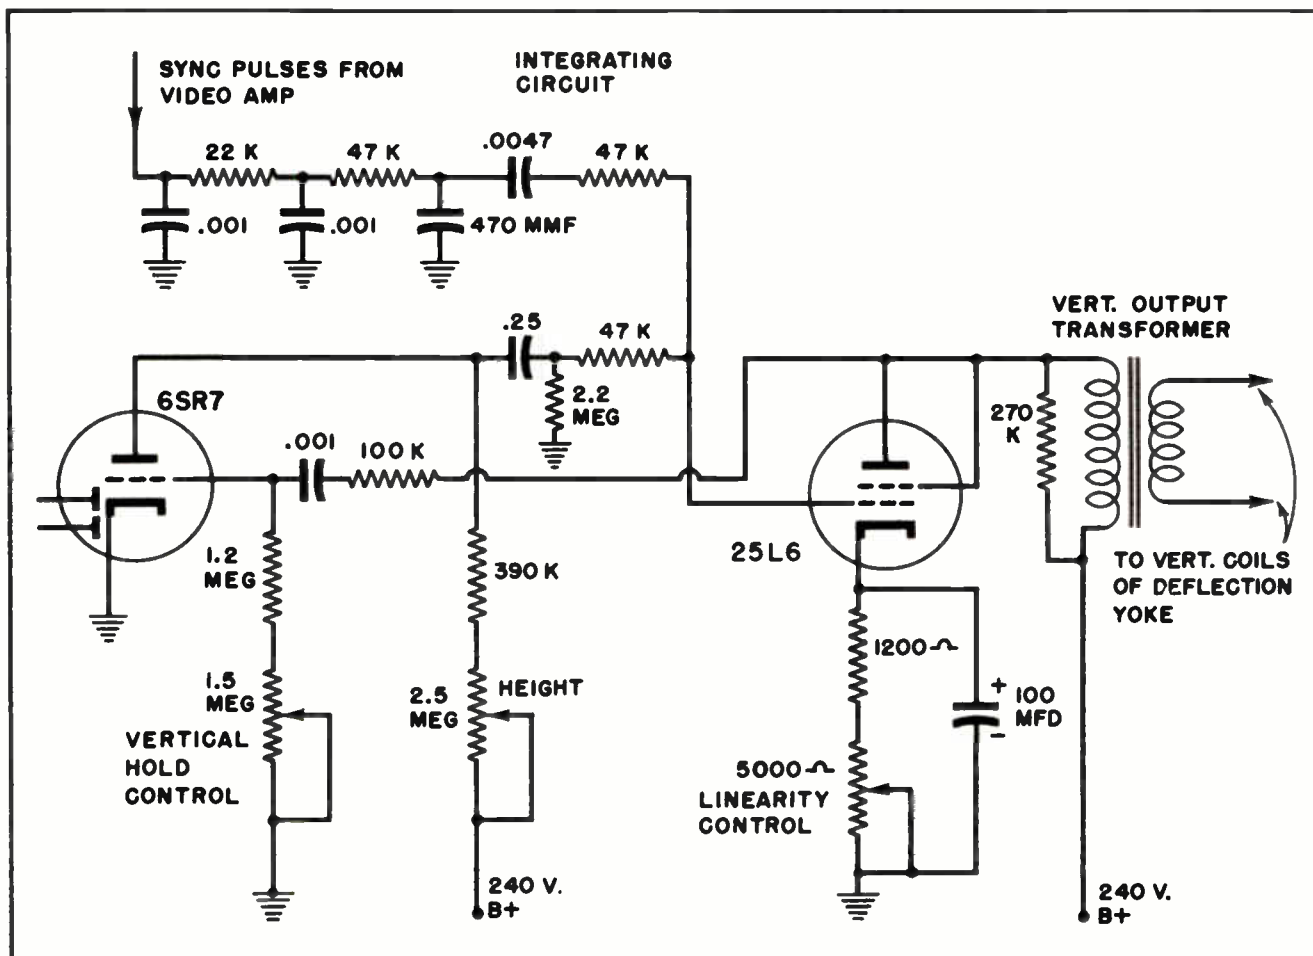 SYNC PULSES FROM
VIDEO AMP
INTEGRATING
CIRCUIT
22 K
47 K
.0047
47 K
.001
.001
470 MMF
.25
47 K
VERT. OUTPUT
TRANSFORMER
6SR7
2.2
MEG
270
K
.001
100 K
25L6
1.2
MEG
390 K
TO VERT. COILS
OF DEFLECTION
YOKE
1200 Ω
1.5
MEG
2.5
MEG
HEIGHT
+
100
MFD
-
VERTICAL
HOLD
CONTROL
5000 Ω
LINEARITY
CONTROL
240 V.
B+
240 V.
B+